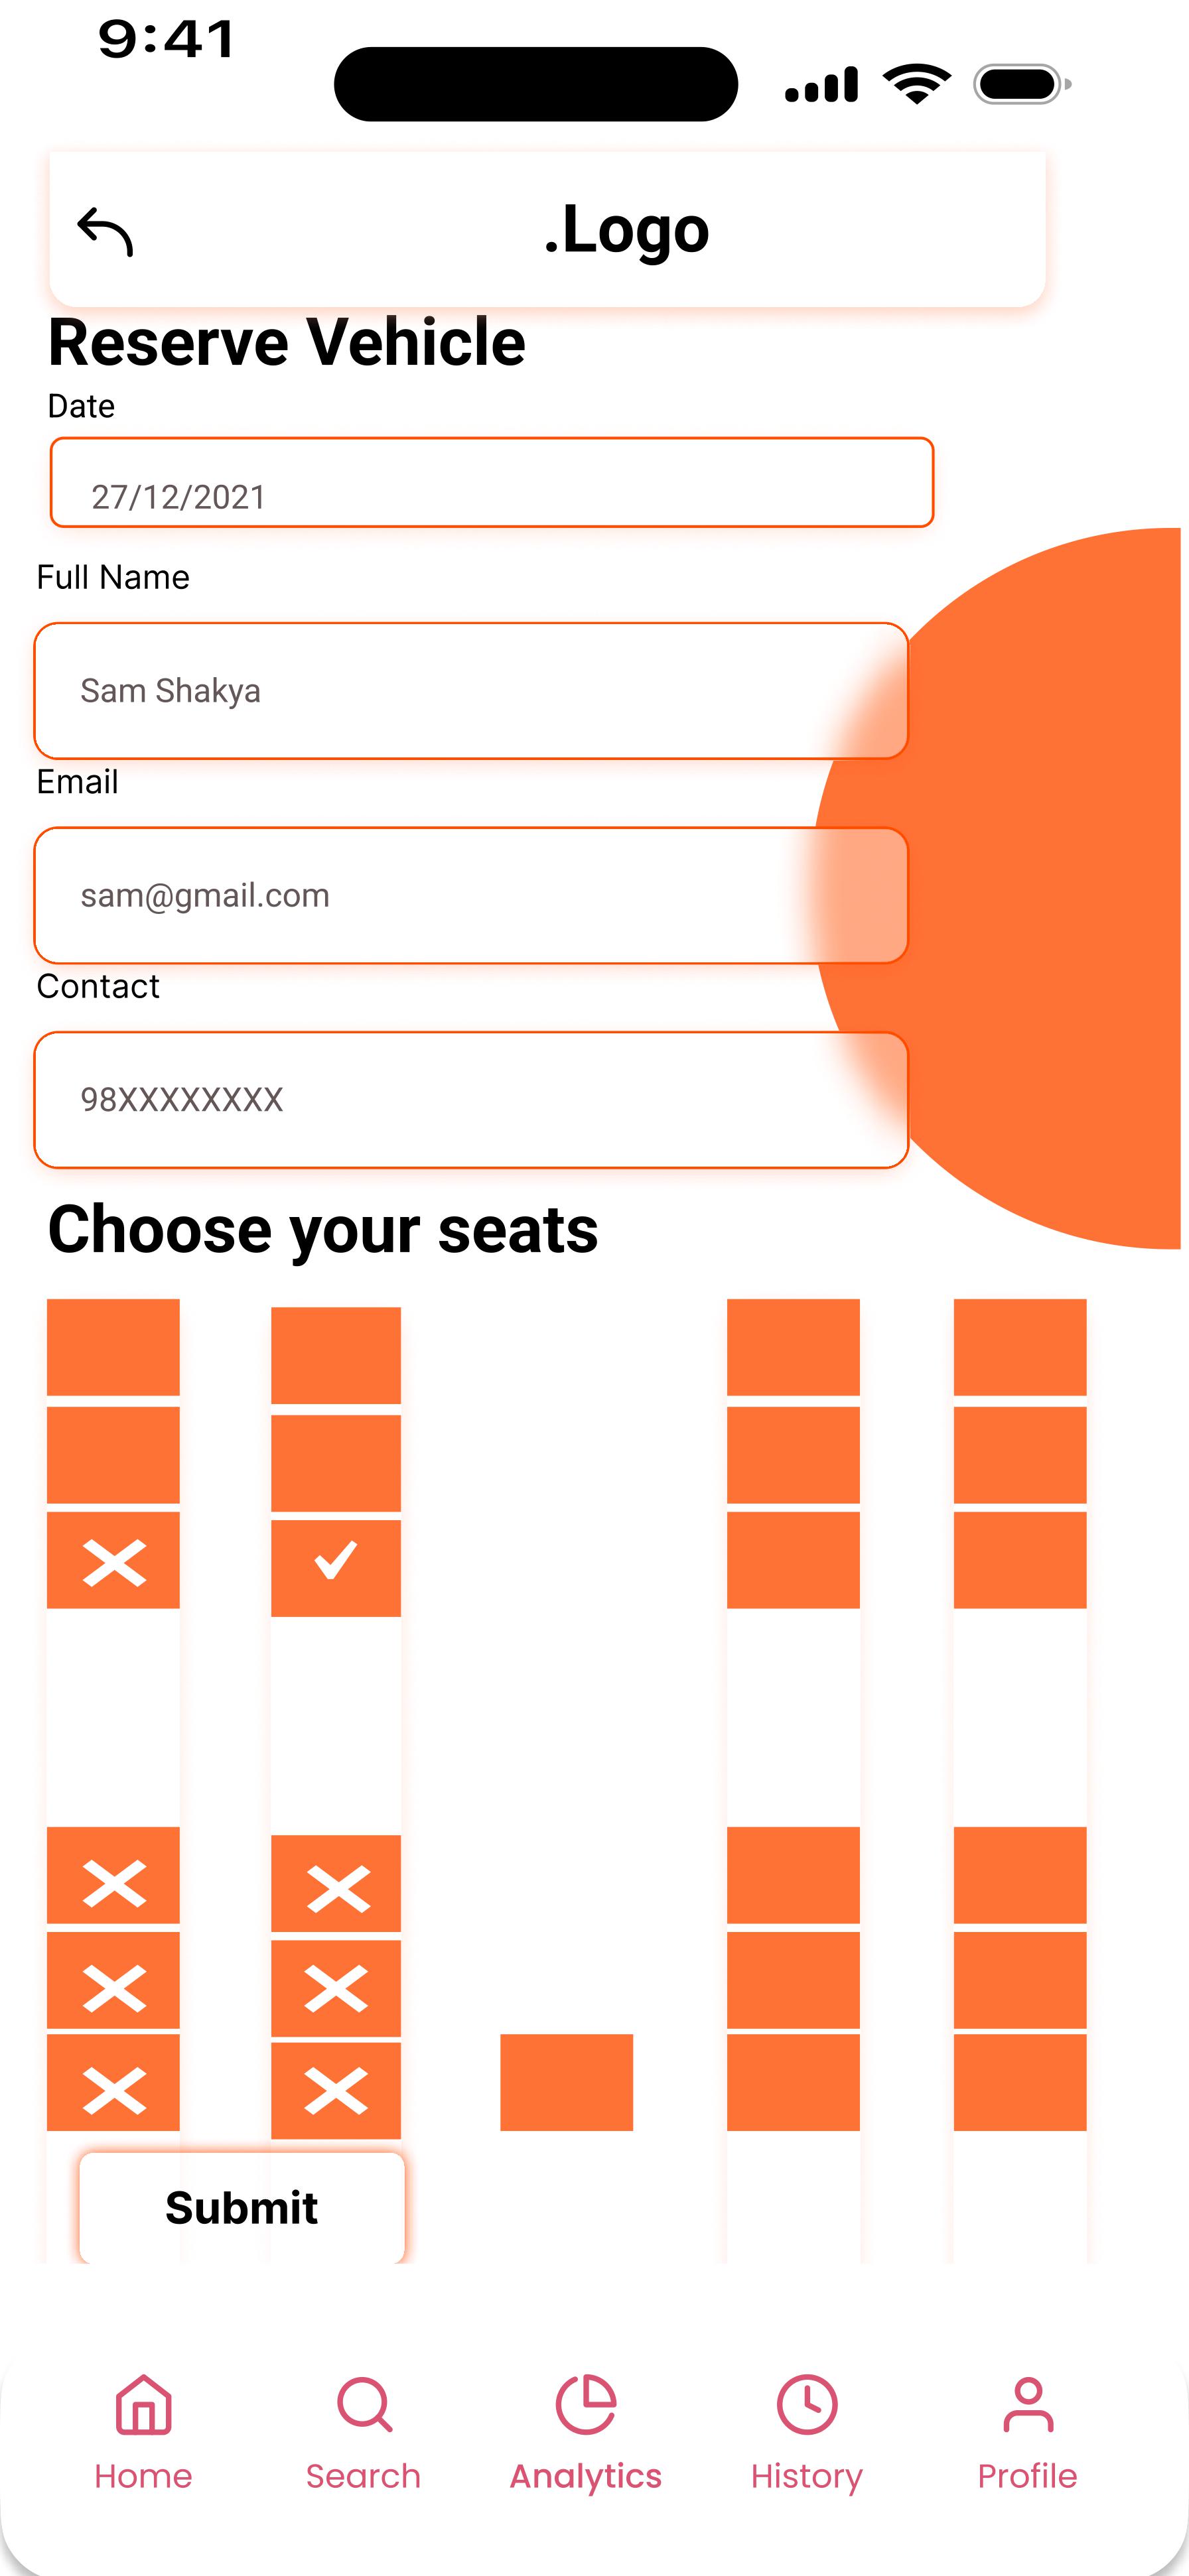 9:41
.Logo
Reserve Vehicle
Date
27/12/2021
Full Name
Sam Shakya
Email
sam@gmail.com
Contact
98XXXXXXXX
Choose your seats
Submit
Home Search Analytics History Profile